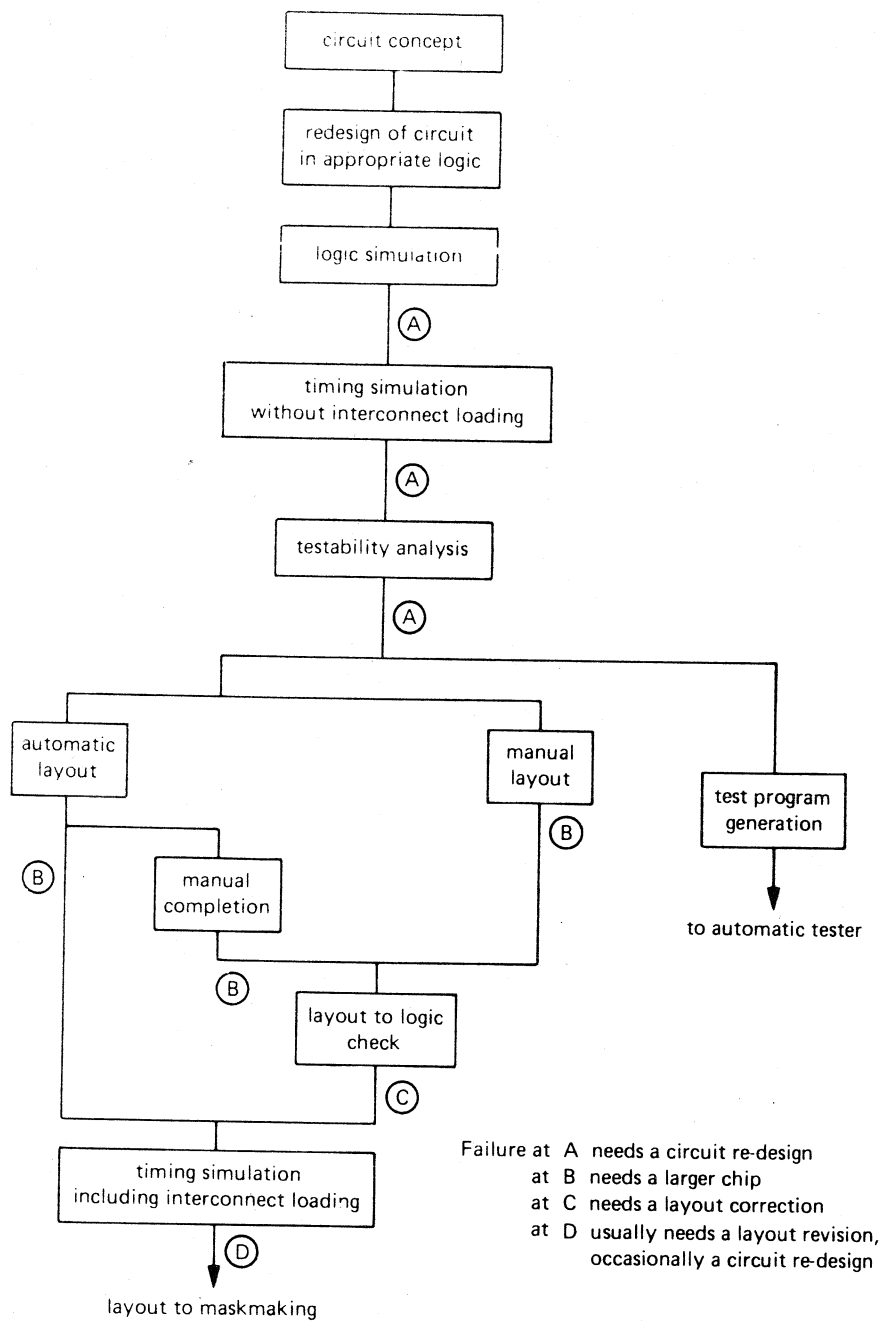 circuit concept
redesign of circuit
in appropriate logic
logic simulation
A
timing simulation
without interconnect loading
A
testability analysis
A
automatic
layout
manual
layout
test program
generation
B
B
manual
completion
to automatic tester
B
layout to logic
check
C
timing simulation
including interconnect loading
D
layout to maskmaking
Failure at A needs a circuit re-design
at B needs a larger chip
at C needs a layout correction
at D usually needs a layout revision,
occasionally a circuit re-design